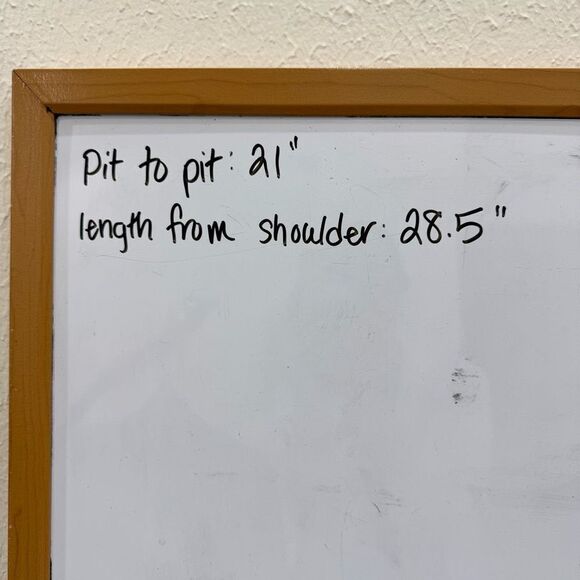 Pit to pit: 21"
length from shoulder: 28.5"